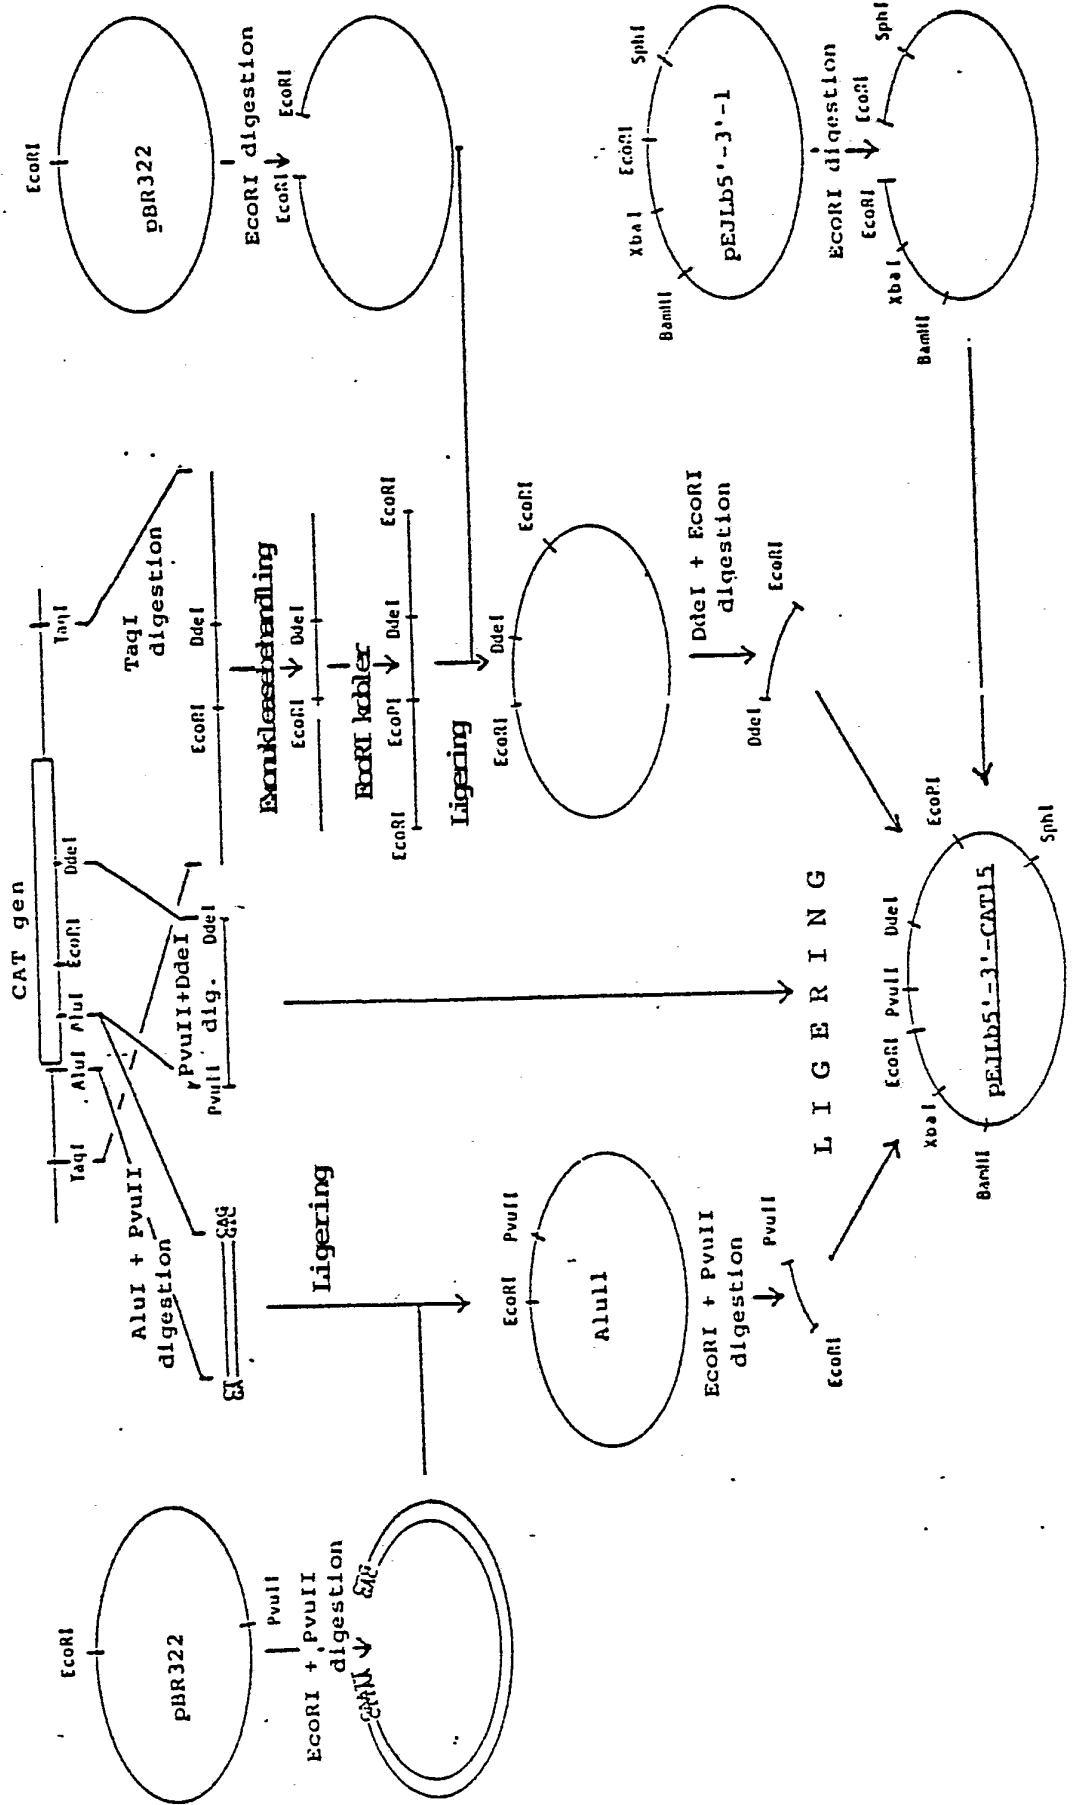 CAT gen
TaqI
AluI
AluI
EcoRI
DdeI
TaqI
EcoRI
pBR322
PvuII
EcoRI + PvuII
digestion
AluI + PvuII
digestion
PvuII+DdeI
dig.
PvuII
DdeI
TaqI
digestion
EcoRI
DdeI
Exonukleasebehandling
EcoRI
DdeI
EcoRI kobler
EcoRI
EcoRI
DdeI
EcoRI
Ligering
EcoRI
pBR322
EcoRI digestion
EcoRI
EcoRI
Ligering
EcoRI
PvuII
Alu11
EcoRI + PvuII
digestion
PvuII
EcoRI
EcoRI
DdeI
EcoRI
DdeI + EcoRI
digestion
DdeI
EcoRI
BamHI
XbaI
EcoRI
SphI
pEJLb5'-3'-1
EcoRI digestion
BamHI
XbaI
EcoRI
EcoRI
SphI
LIGERING
BamHI
XbaI
EcoRI
PvuII
DdeI
EcoRI
SphI
pEJLb5'-3'-CAT15